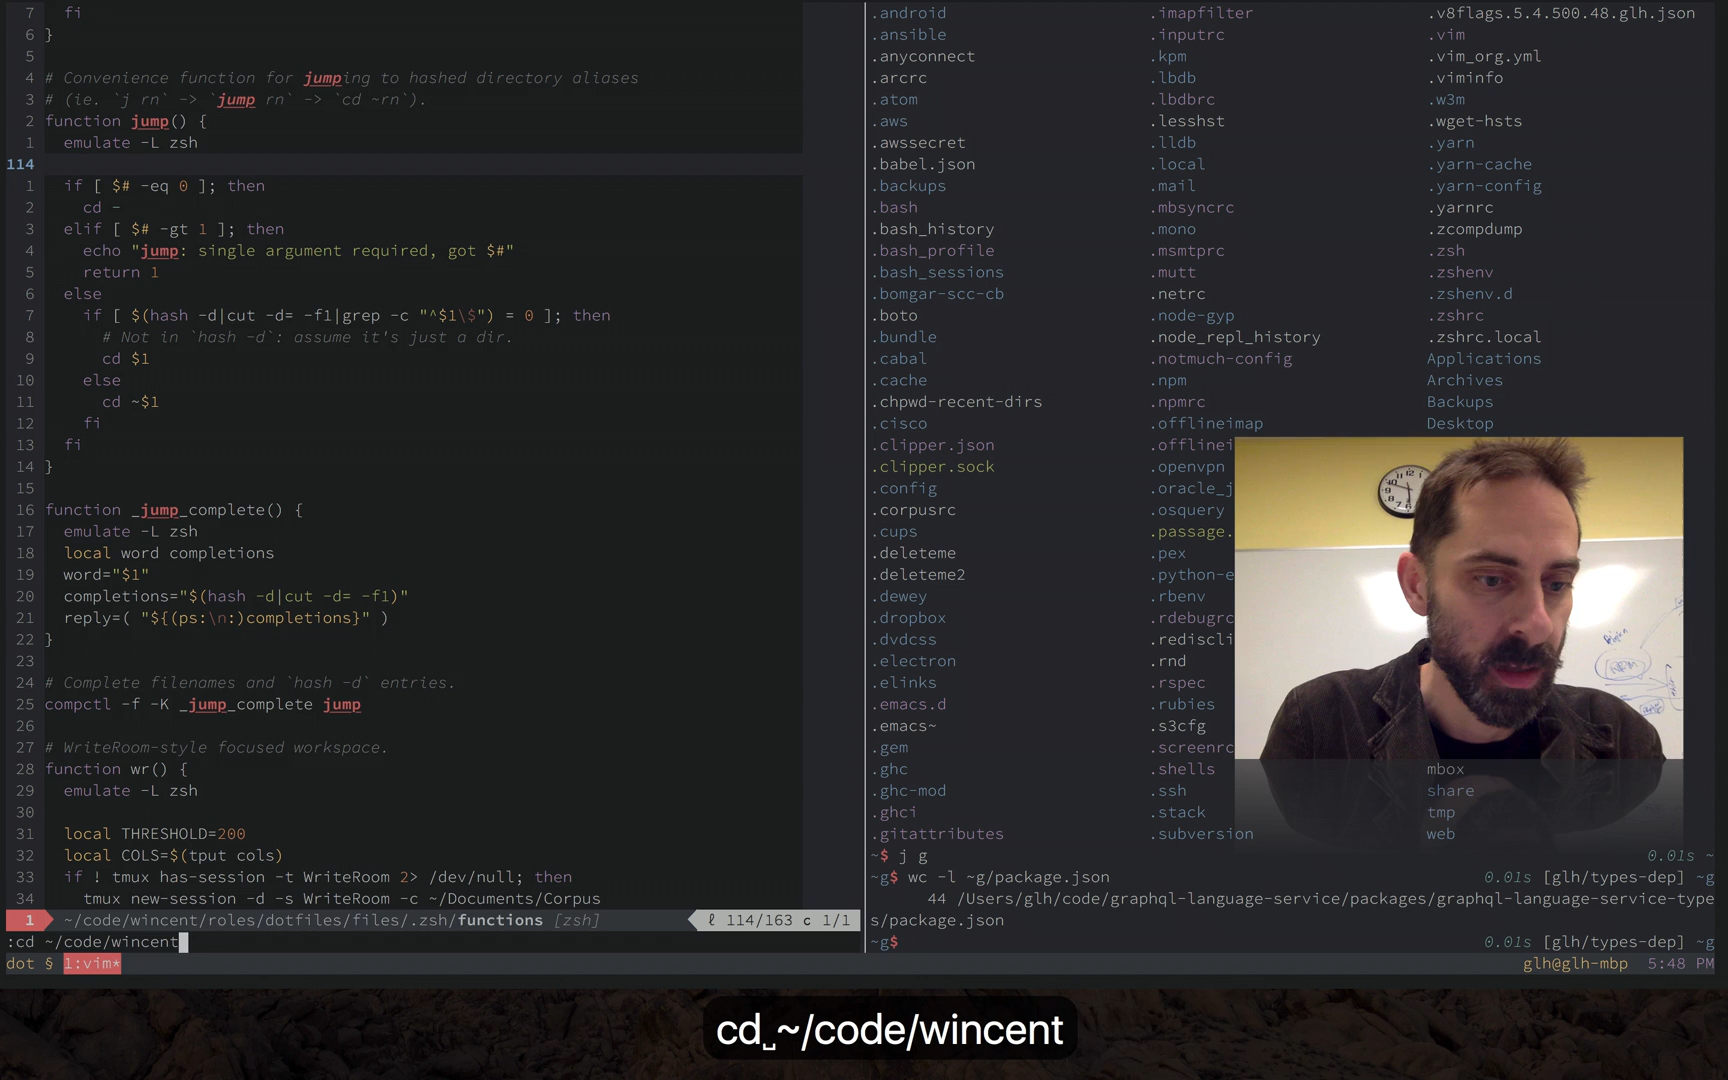 7   fi
6 }
5
4 # Convenience function for jumping to hashed directory aliases
3 # (ie. `j rn` -> `jump rn` -> `cd ~rn`).
2 function jump() {
1   emulate -L zsh
114
1   if [ $# -eq 0 ]; then
2     cd -
3   elif [ $# -gt 1 ]; then
4     echo "jump: single argument required, got $#"
5     return 1
6   else
7     if [ $(hash -d|cut -d= -f1|grep -c "^$1\$") = 0 ]; then
8       # Not in `hash -d`: assume it's just a dir.
9       cd $1
10     else
11       cd ~$1
12     fi
13   fi
14 }
15
16 function _jump_complete() {
17   emulate -L zsh
18   local word completions
19   word="$1"
20   completions="$(hash -d|cut -d= -f1)"
21   reply=( "${(ps:\n:)completions}" )
22 }
23
24 # Complete filenames and `hash -d` entries.
25 compctl -f -K _jump_complete jump
26
27 # WriteRoom-style focused workspace.
28 function wr() {
29   emulate -L zsh
30
31   local THRESHOLD=200
32   local COLS=$(tput cols)
33   if ! tmux has-session -t WriteRoom 2> /dev/null; then
34     tmux new-session -d -s WriteRoom -c ~/Documents/Corpus
1 ~/code/wincent/roles/dotfiles/files/.zsh/functions [zsh] ℓ 114/163 c 1/1
:cd ~/code/wincent
dot § 1:vim*
.android .imapfilter .v8flags.5.4.500.48.glh.json
.ansible .inputrc .vim
.anyconnect .kpm .vim_org.yml
.arcrc .lbdb .viminfo
.atom .lbdbrc .w3m
.aws .lesshst .wget-hsts
.awssecret .lldb .yarn
.babel.json .local .yarn-cache
.backups .mail .yarn-config
.bash .mbsyncrc .yarnrc
.bash_history .mono .zcompdump
.bash_profile .msmtprc .zsh
.bash_sessions .mutt .zshenv
.bomgar-scc-cb .netrc .zshenv.d
.boto .node-gyp .zshrc
.bundle .node_repl_history .zshrc.local
.cabal .notmuch-config Applications
.cache .npm Archives
.chpwd-recent-dirs .npmrc Backups
.cisco .offlineimap Desktop
.clipper.json .offlinei
.clipper.sock .openvpn
.config .oracle_j
.corpusrc .osquery
.cups .passage.
.deleteme .pex
.deleteme2 .python-e
.dewey .rbenv
.dropbox .rdebugrc
.dvdcss .rediscli
.electron .rnd
.elinks .rspec
.emacs.d .rubies
.emacs~ .s3cfg
.gem .screenrc
.ghc .shells mbox
.ghc-mod .ssh share
.ghci .stack tmp
.gitattributes .subversion web
~$ j g 0.01s ~
~g$ wc -l ~g/package.json 0.01s [glh/types-dep] ~g
44 /Users/glh/code/graphql-language-service/packages/graphql-language-service-type
s/package.json
~g$ 0.01s [glh/types-dep] ~g
glh@glh-mbp 5:48 PM
cd␣~/code/wincent